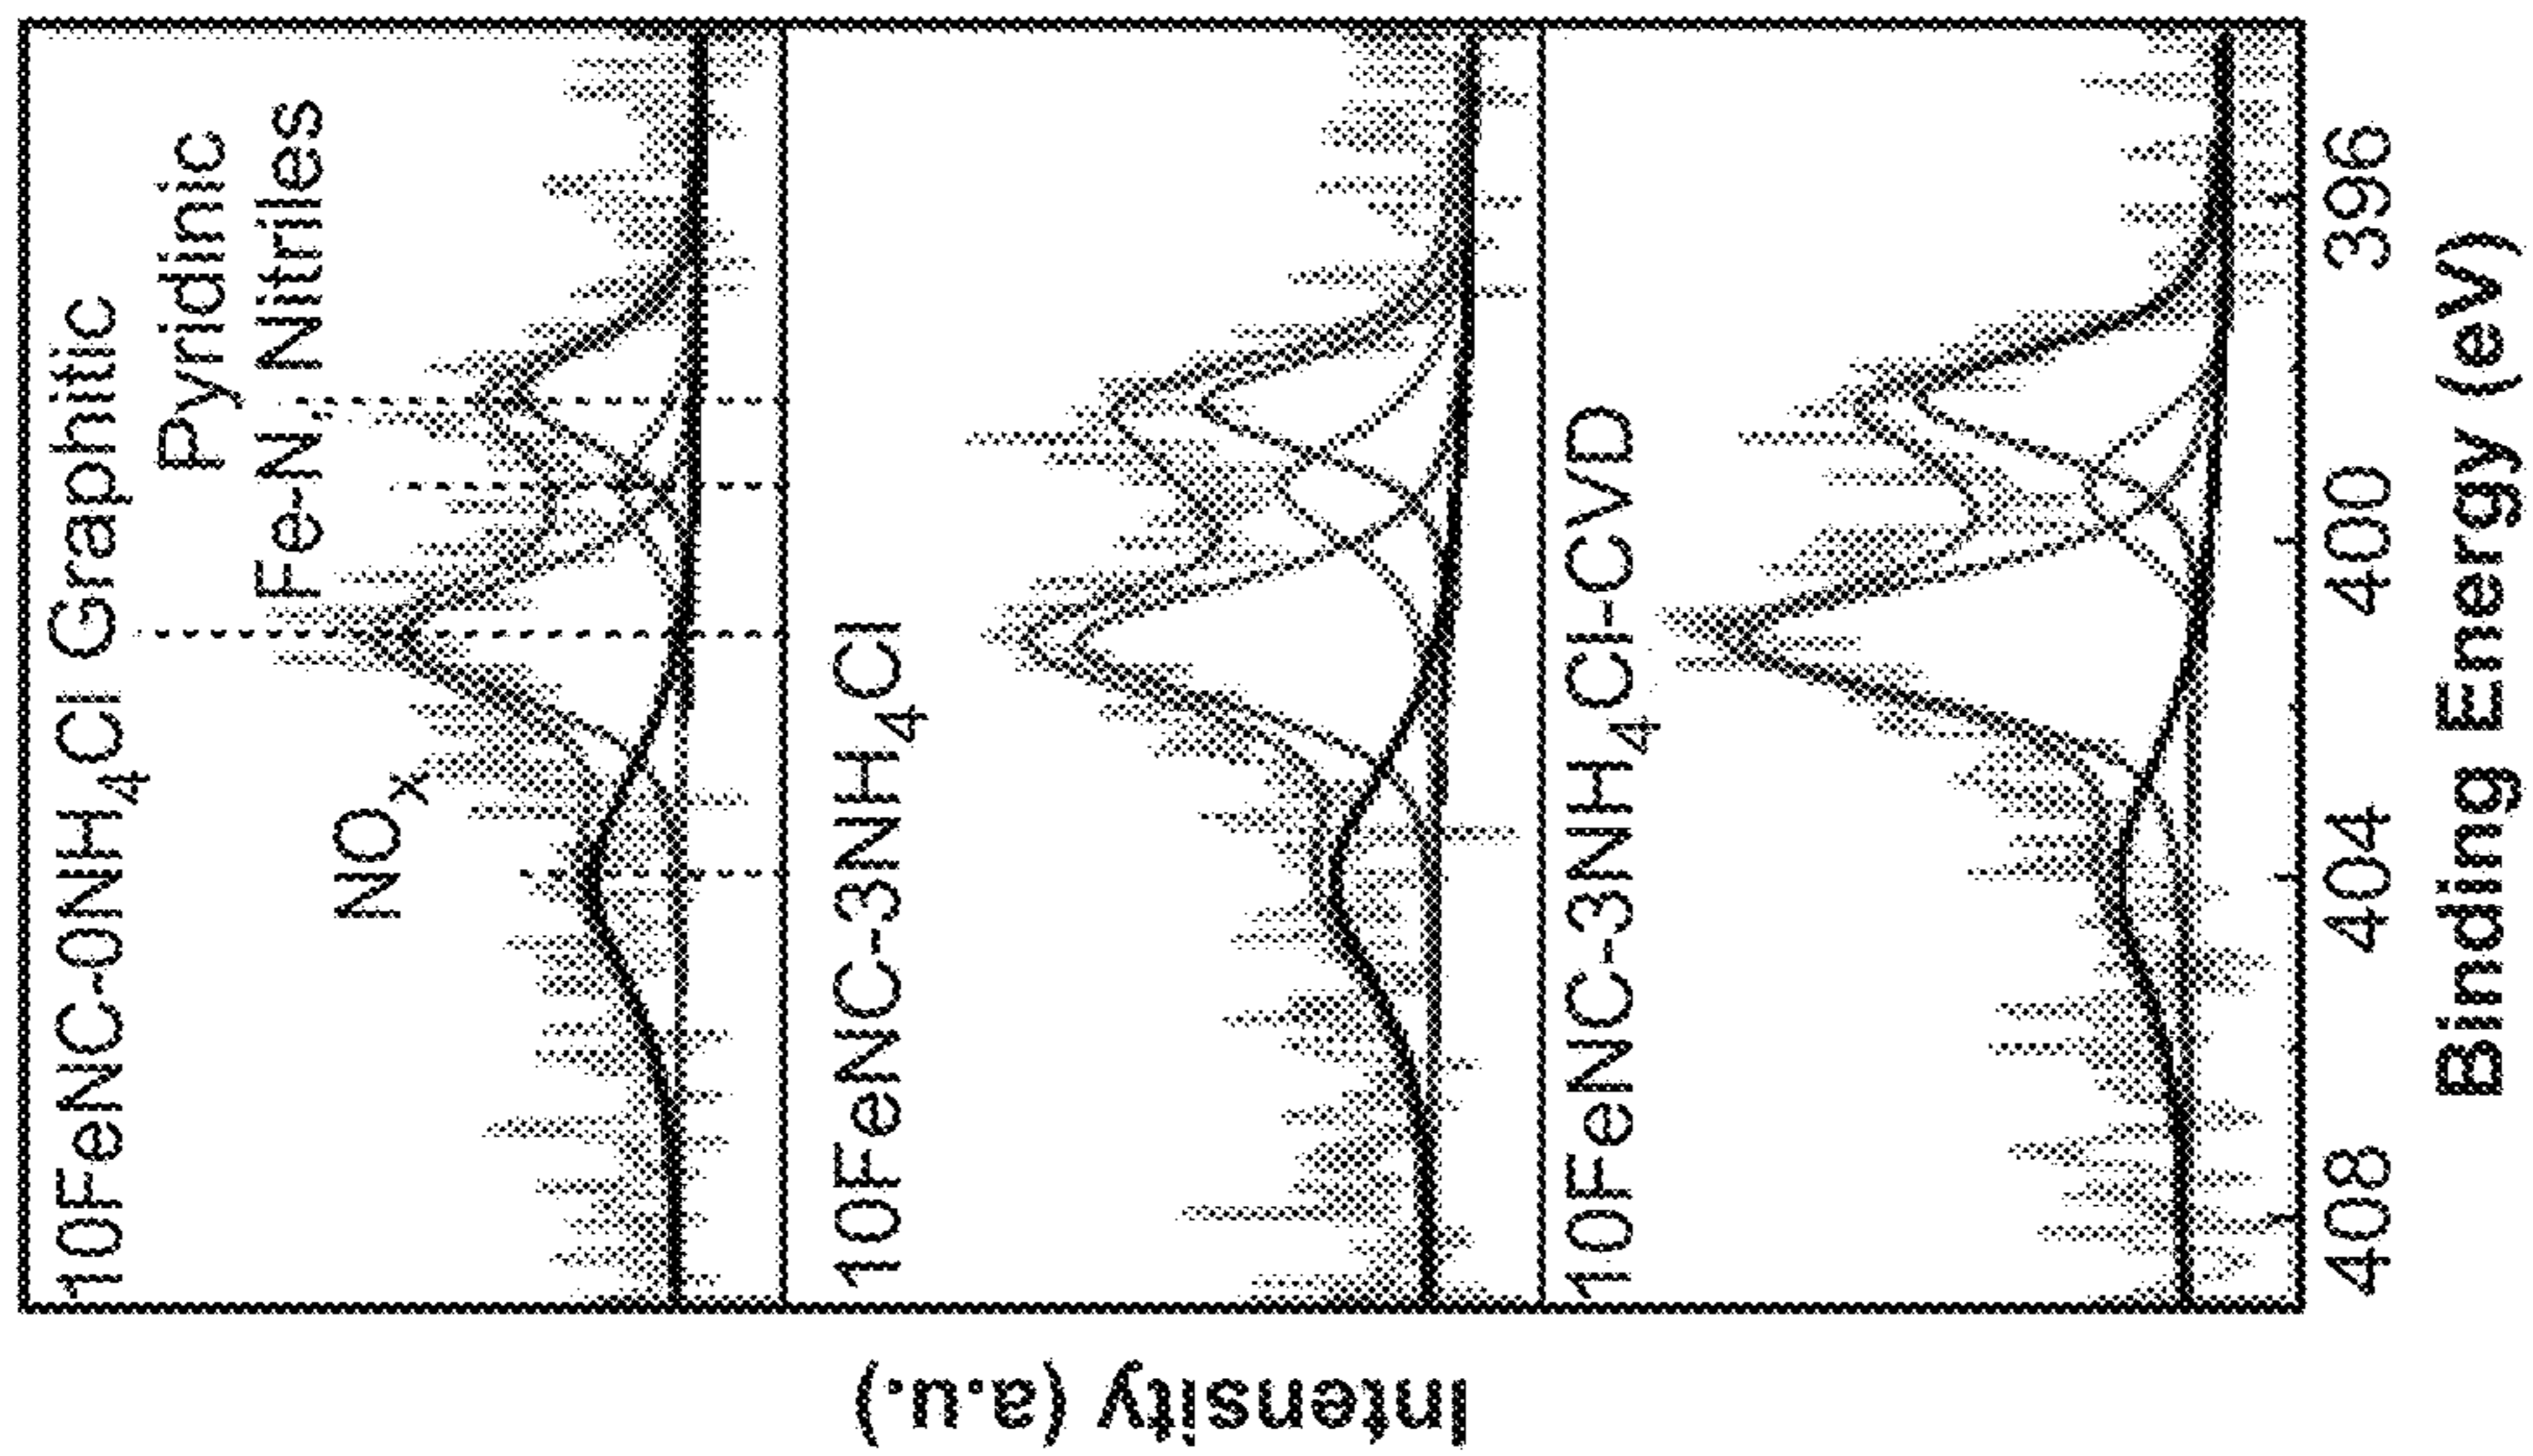 10FeNC-0NH₄Cl Graphitic
Pyridinic
Fe-N, Nitriles
NOₓ
10FeNC-3NH₄Cl
10FeNC-3NH₄Cl-CVD
408 404 400 396
Binding Energy (eV)
Intensity (a.u.)